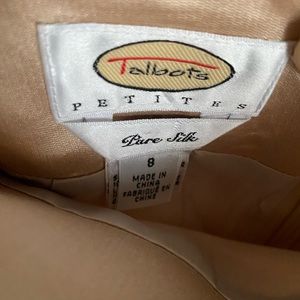 Talbots
PETITES
Pure Silk
8
MADE IN
CHINA
FABRIQUÉ EN
CHINE